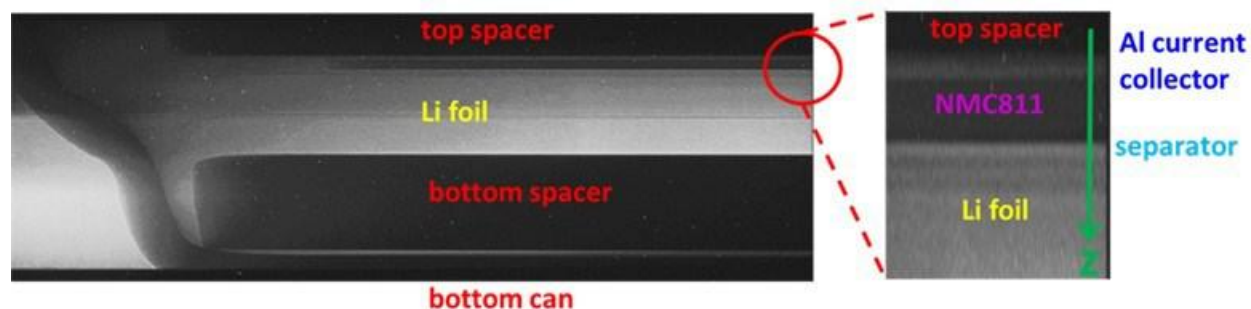 top spacer
Li foil
bottom spacer
bottom can
top spacer
Al current
collector
NMC811
separator
Li foil
Z